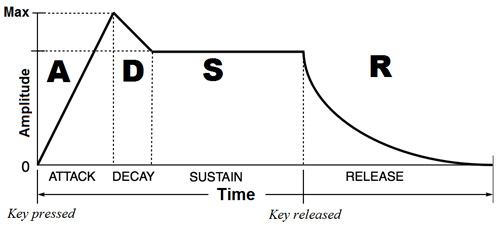 Max
A
D
S
R
Amplitude
0
ATTACK
DECAY
SUSTAIN
RELEASE
Time
Key pressed
Key released